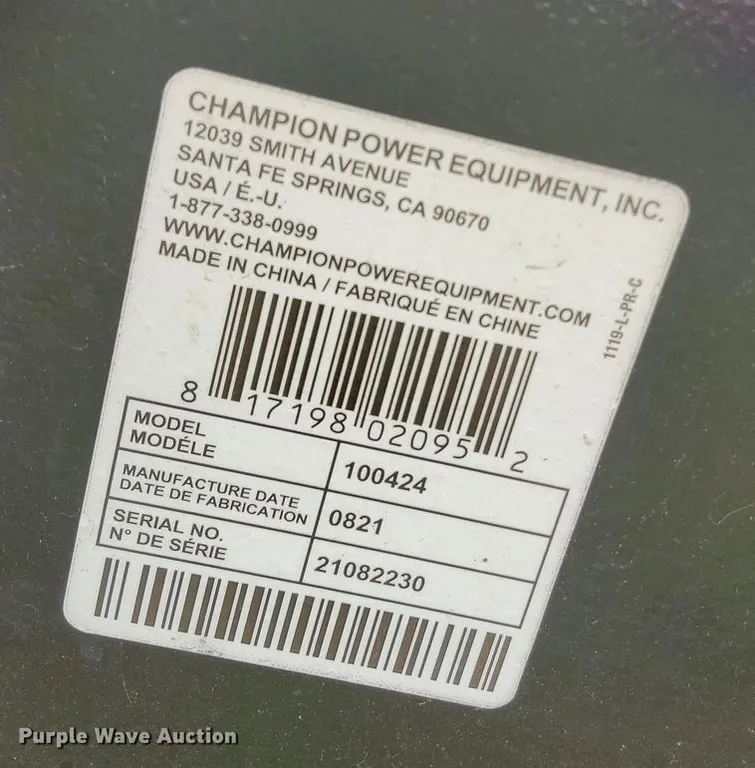 CHAMPION POWER EQUIPMENT, INC.
12039 SMITH AVENUE
SANTA FE SPRINGS, CA 90670
USA / É.-U.
1-877-338-0999
WWW.CHAMPIONPOWEREQUIPMENT.COM
MADE IN CHINA / FABRIQUÉ EN CHINE
1119-L-PR-C
8 17198 02095 2
MODEL
MODÉLE
100424
MANUFACTURE DATE
DATE DE FABRICATION
0821
SERIAL NO.
N° DE SÉRIE
21082230
Purple Wave Auction